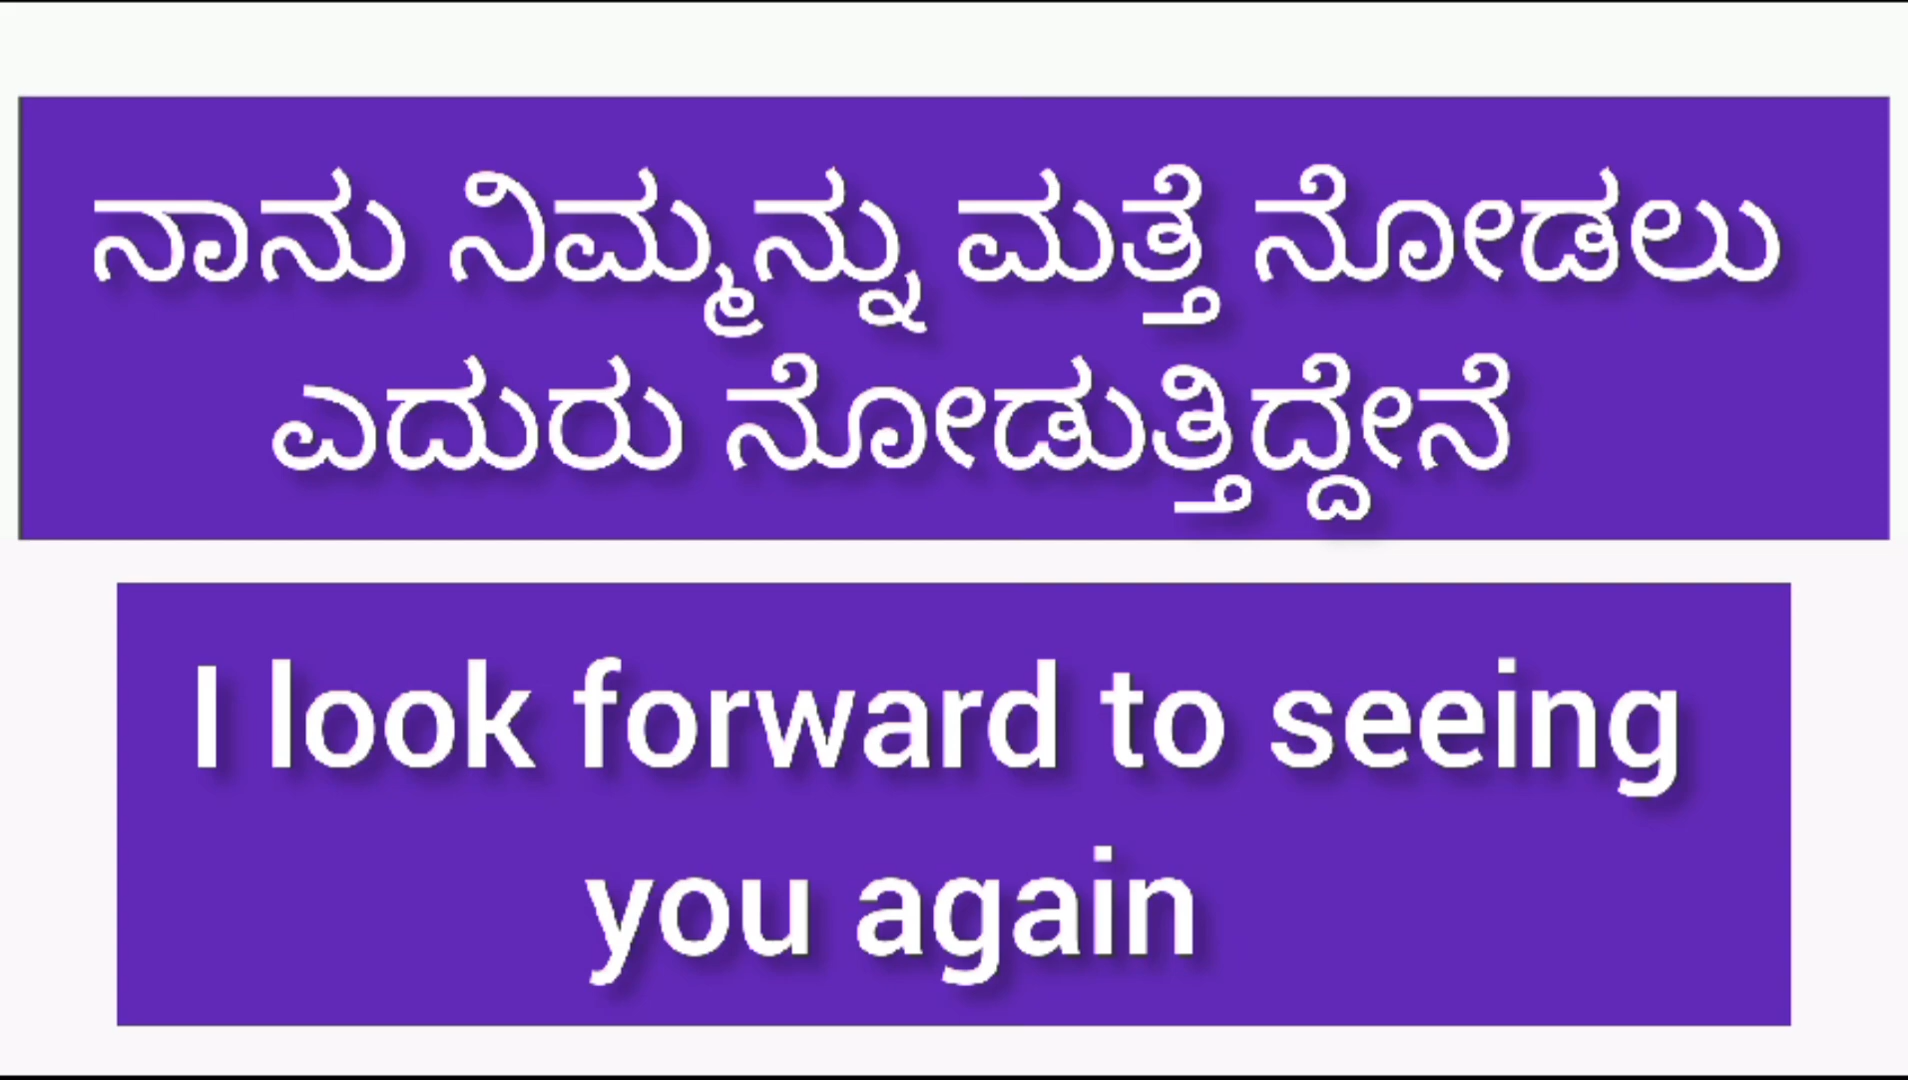 ನಾನು ನಿಮ್ಮನ್ನು ಮತ್ತೆ ನೋಡಲು
ಎದುರು ನೋಡುತ್ತಿದ್ದೇನೆ
I look forward to seeing
you again